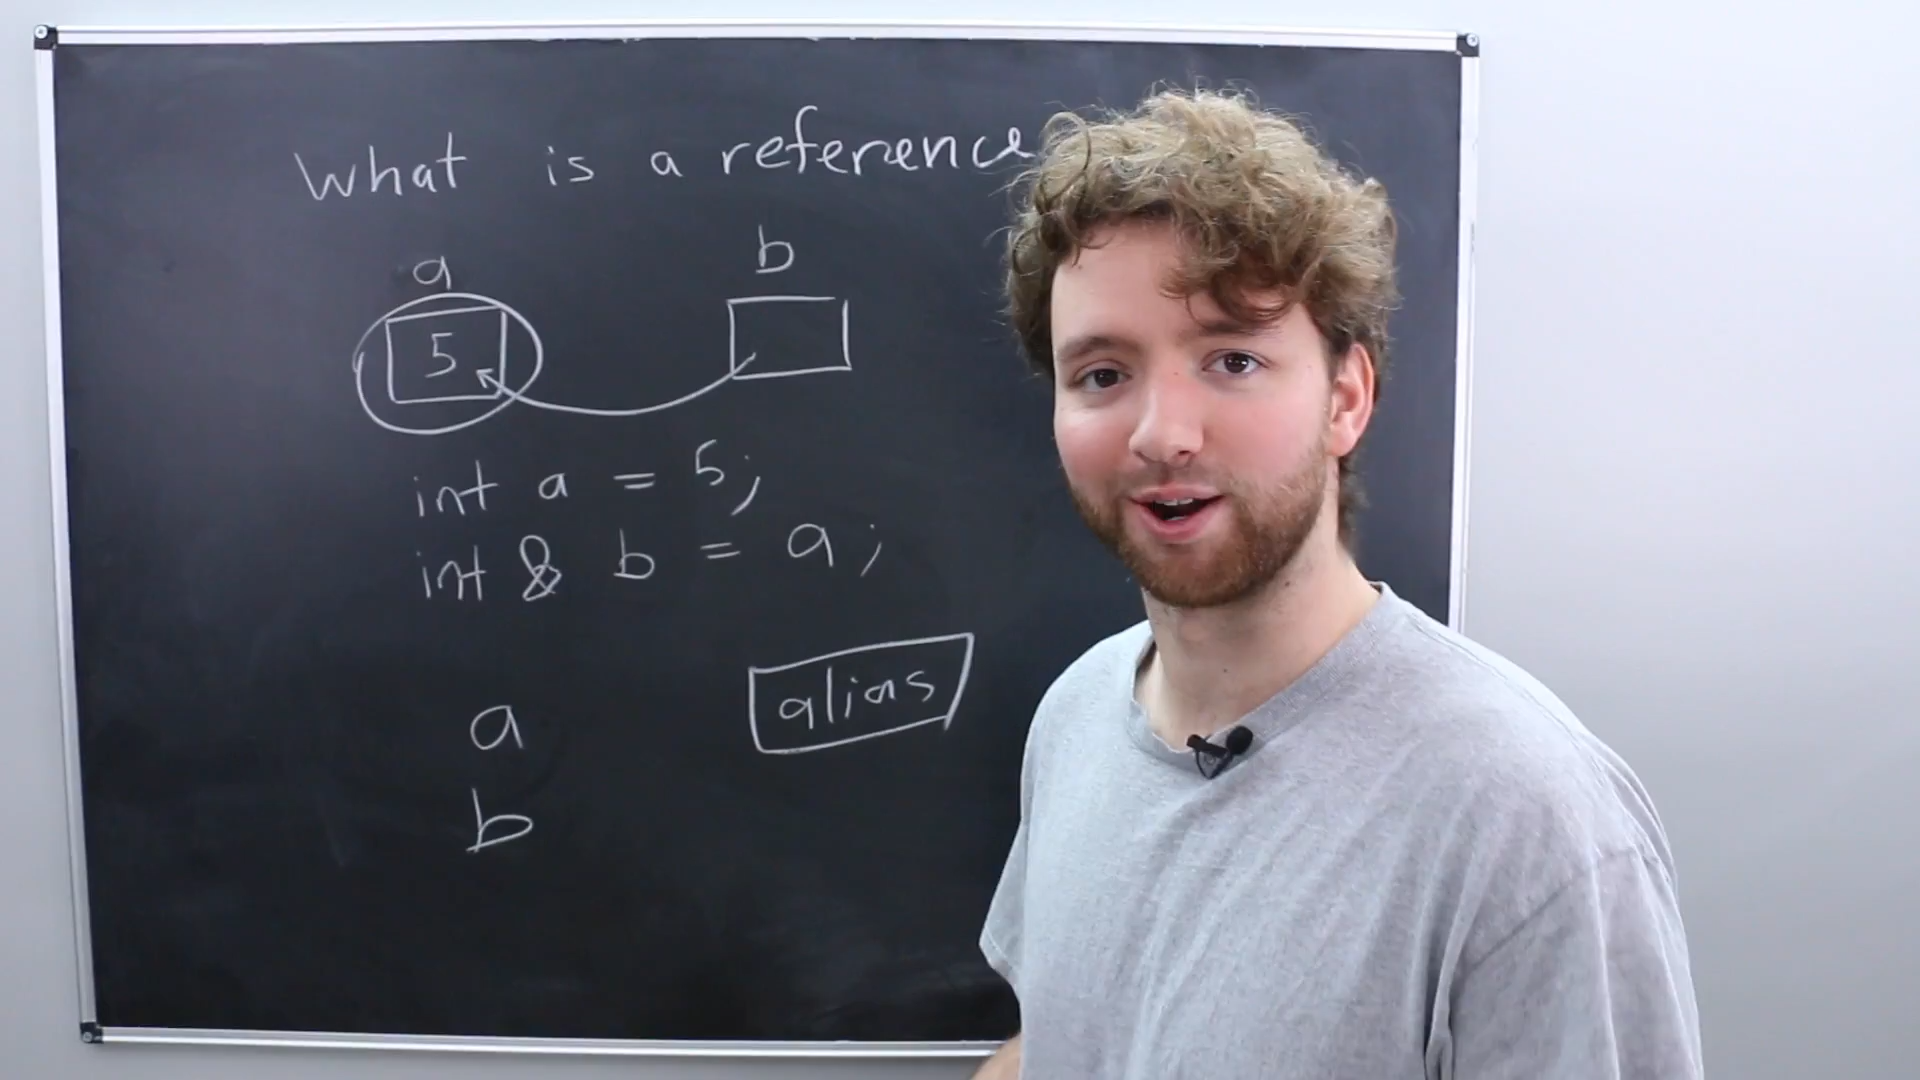 What is a reference
a b
5
int a = 5;
int & b = a;
alias
a
b